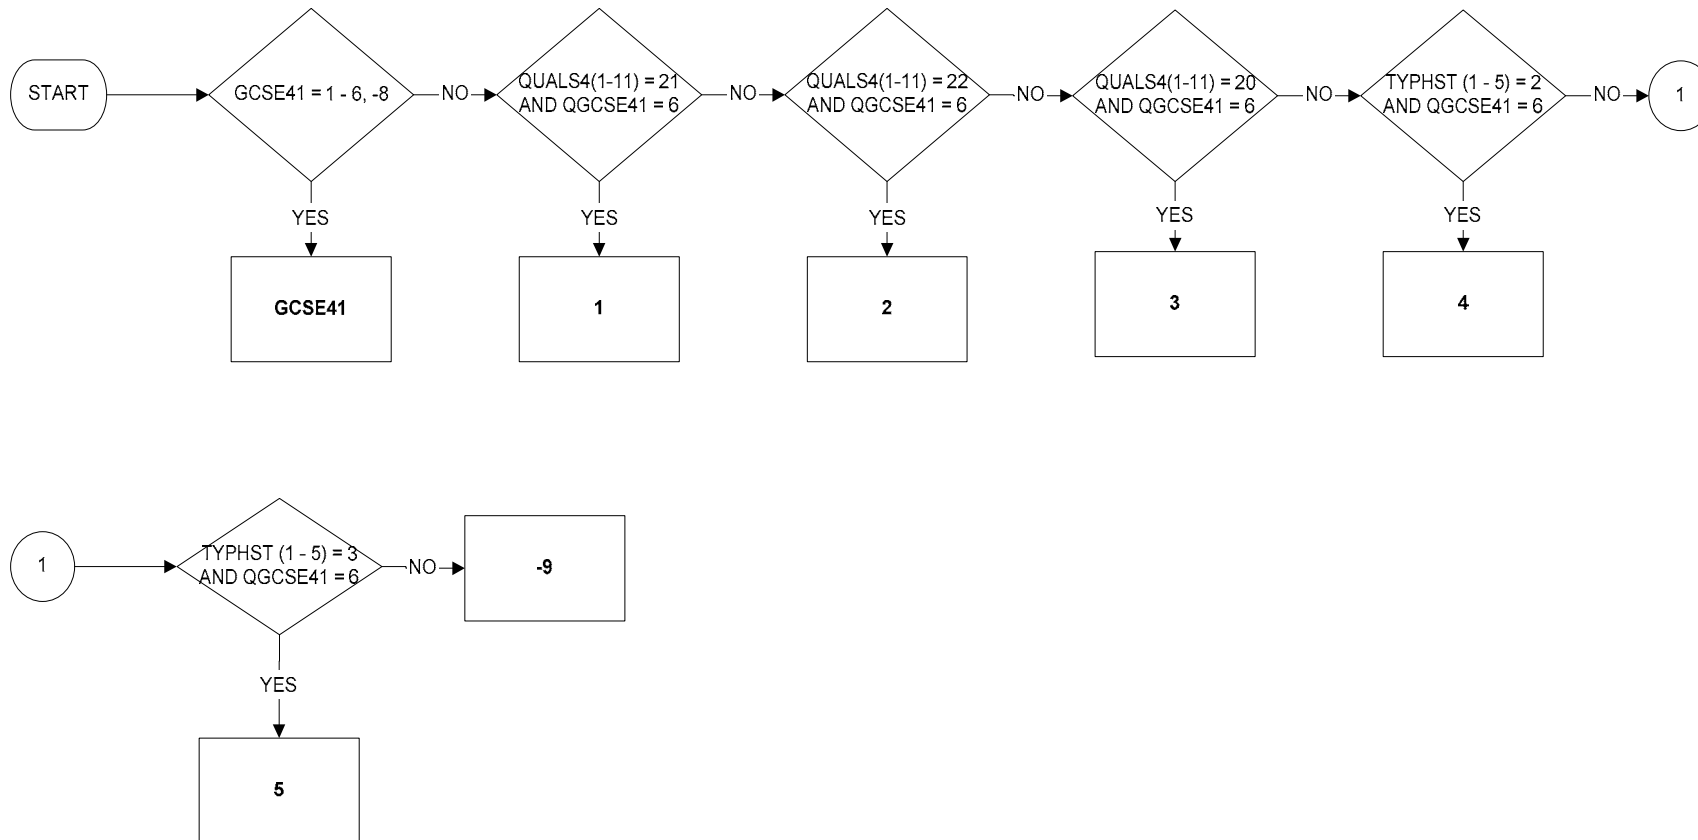 START
GCSE41 = 1 - 6, -8
NO
QUALS4(1-11) = 21
AND QGCSE41 = 6
NO
QUALS4(1-11) = 22
AND QGCSE41 = 6
NO
QUALS4(1-11) = 20
AND QGCSE41 = 6
NO
TYPHST (1 - 5) = 2
AND QGCSE41 = 6
NO
1
YES
YES
YES
YES
YES
GCSE41
1
2
3
4
1
TYPHST (1 - 5) = 3
AND QGCSE41 = 6
NO
-9
YES
5